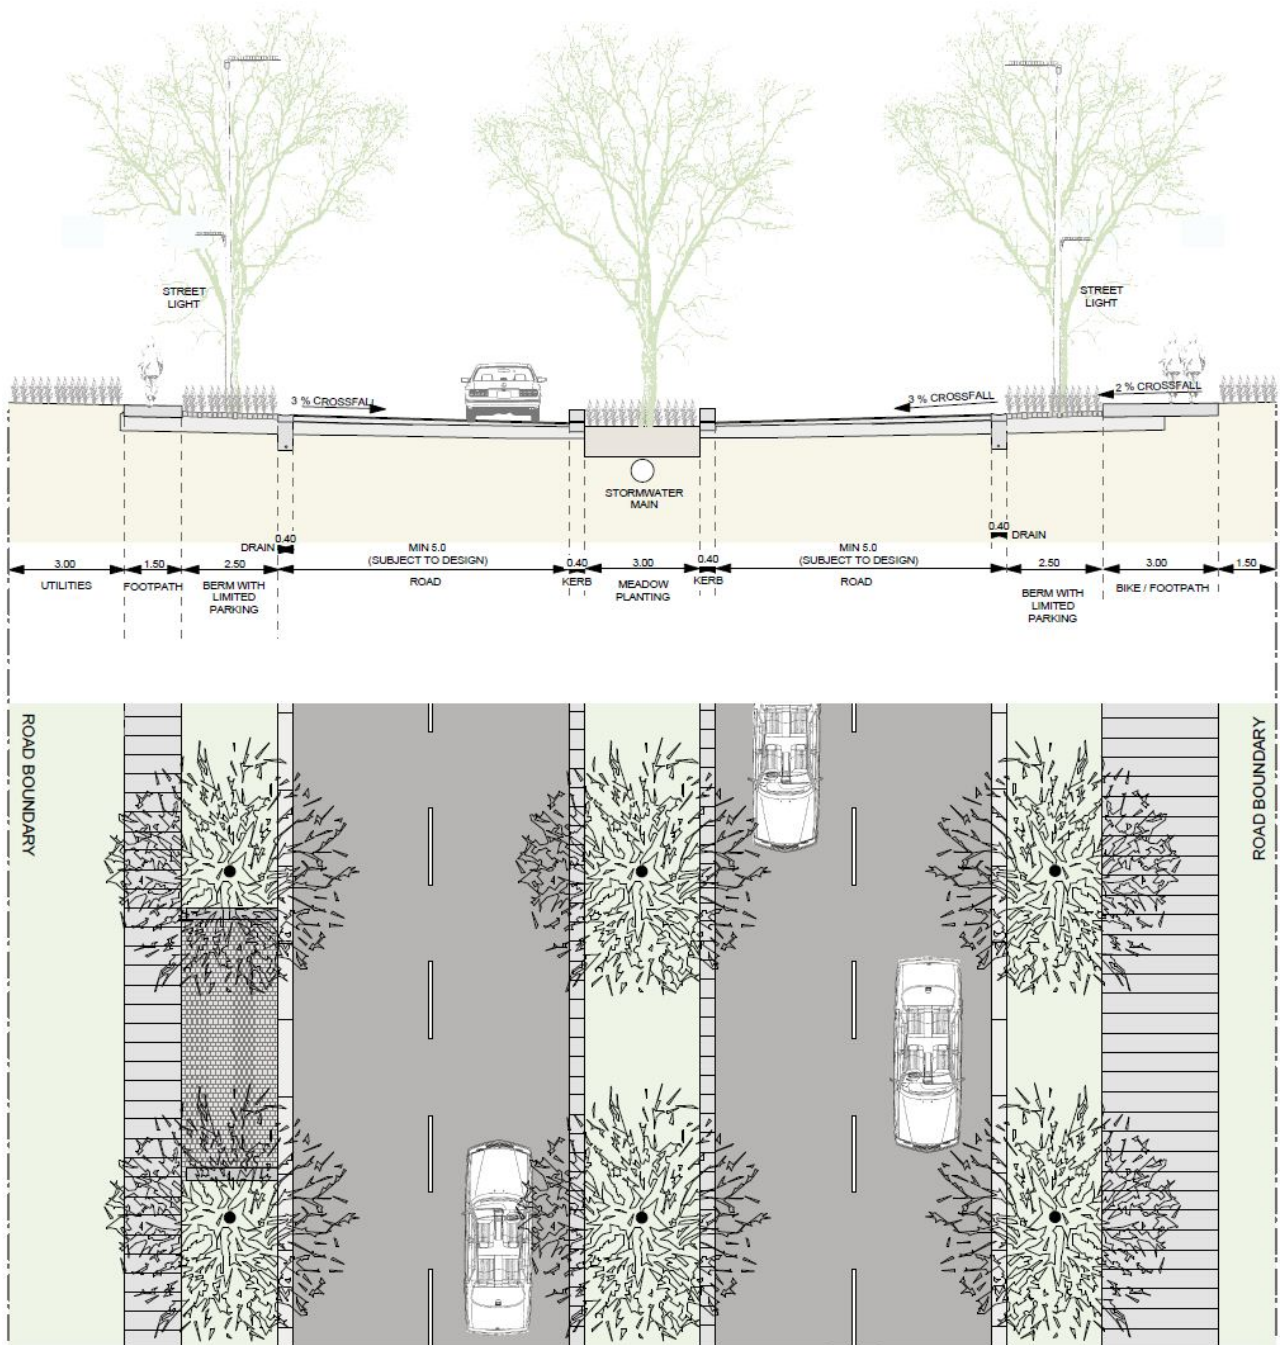 STREET
LIGHT
STREET
LIGHT
3 % CROSSFALL
3 % CROSSFALL
2 % CROSSFALL
STORMWATER
MAIN
0.40
DRAIN
0.40
DRAIN
MIN 5.0
(SUBJECT TO DESIGN)
MIN 5.0
(SUBJECT TO DESIGN)
3.00
1.50
2.50
0.40
3.00
0.40
2.50
3.00
1.50
UTILITIES
FOOTPATH
BERM WITH
LIMITED
PARKING
ROAD
KERB
MEADOW
PLANTING
KERB
ROAD
BERM WITH
LIMITED
PARKING
BIKE / FOOTPATH
ROAD BOUNDARY
ROAD BOUNDARY